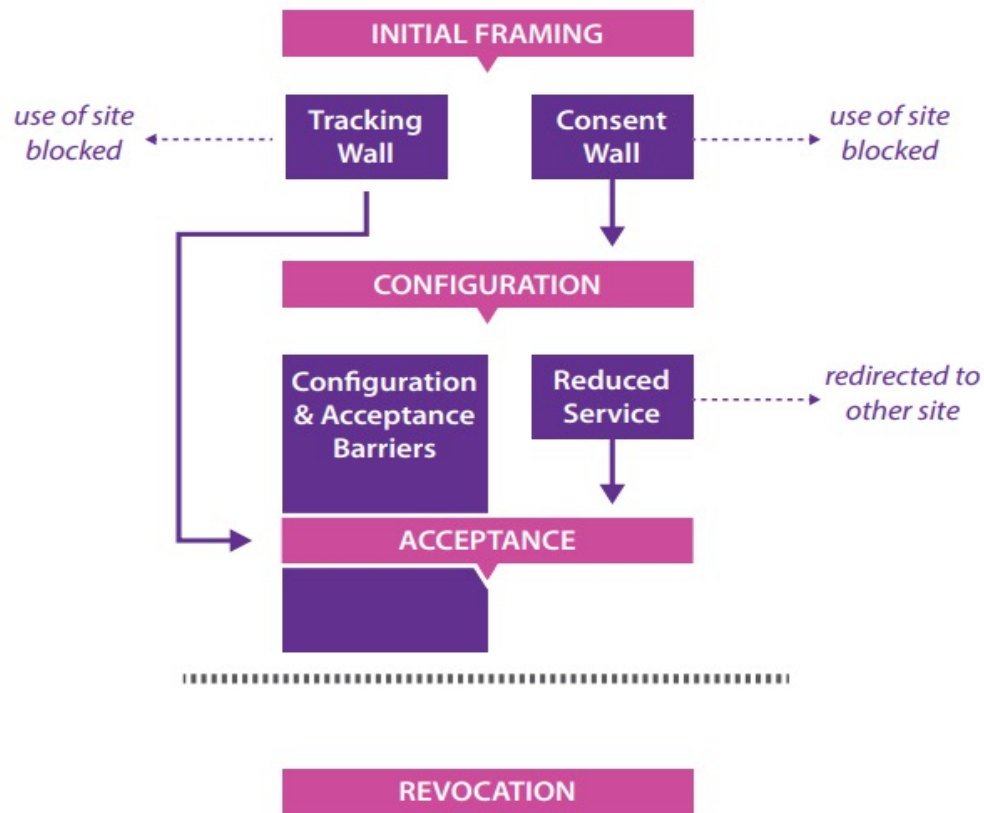 INITIAL FRAMING
use of site
blocked
Tracking
Wall
Consent
Wall
use of site
blocked
CONFIGURATION
Configuration
& Acceptance
Barriers
Reduced
Service
redirected to
other site
ACCEPTANCE
REVOCATION